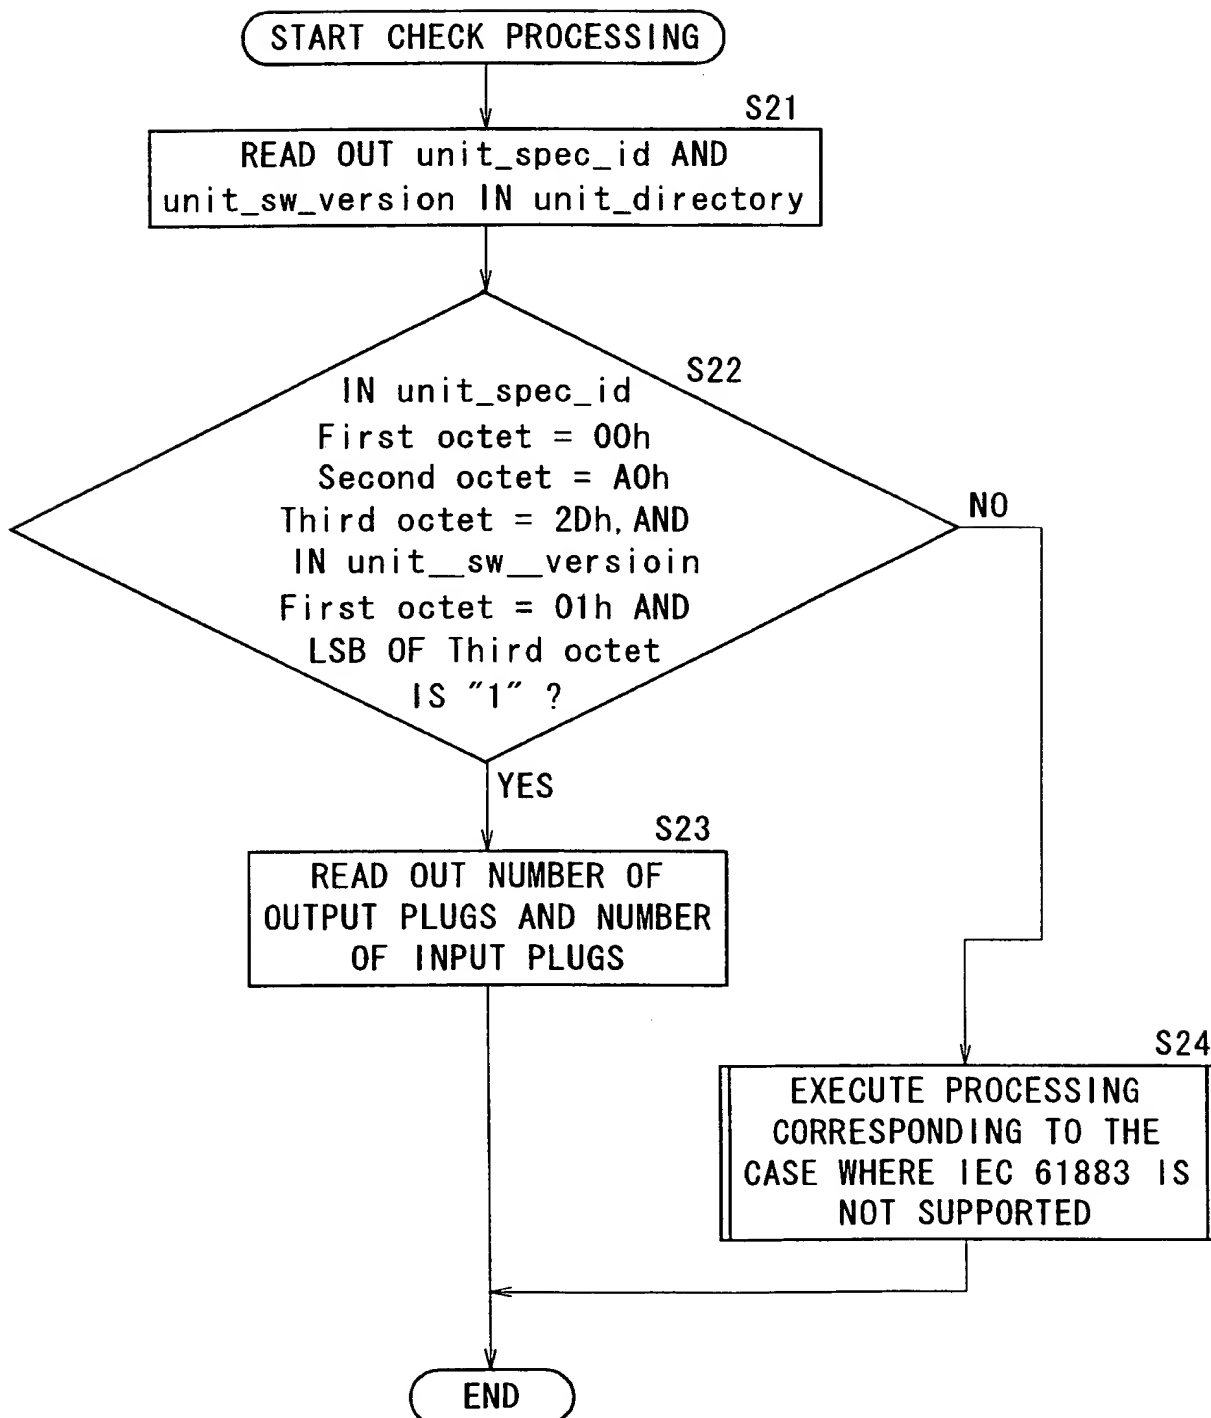 START CHECK PROCESSING
S21
READ OUT unit_spec_id AND
unit_sw_version IN unit_directory
S22
IN unit_spec_id
First octet = 00h
Second octet = A0h
Third octet = 2Dh, AND
IN unit__sw__versioin
First octet = 01h AND
LSB OF Third octet
IS "1" ?
NO
YES
S23
READ OUT NUMBER OF
OUTPUT PLUGS AND NUMBER
OF INPUT PLUGS
S24
EXECUTE PROCESSING
CORRESPONDING TO THE
CASE WHERE IEC 61883 IS
NOT SUPPORTED
END